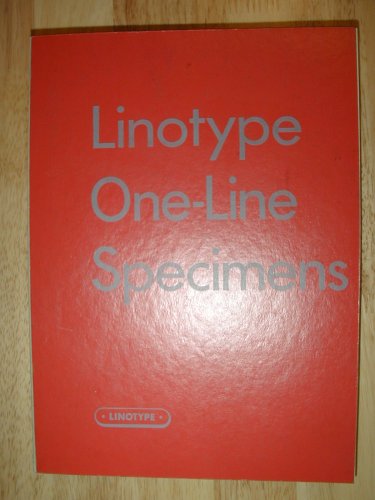 Linotype
One-Line
Specimens
• LINOTYPE •